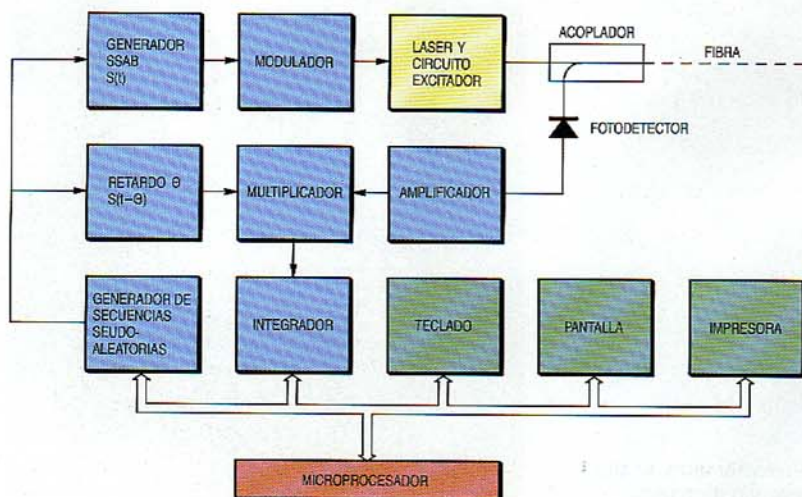 GENERADOR
SSAB
S(t)
MODULADOR
LASER Y
CIRCUITO
EXCITADOR
ACOPLADOR
FIBRA
FOTODETECTOR
RETARDO Θ
S(t-Θ)
MULTIPLICADOR
AMPLIFICADOR
GENERADOR DE
SECUENCIAS
SEUDO-
ALEATORIAS
INTEGRADOR
TECLADO
PANTALLA
IMPRESORA
MICROPROCESADOR